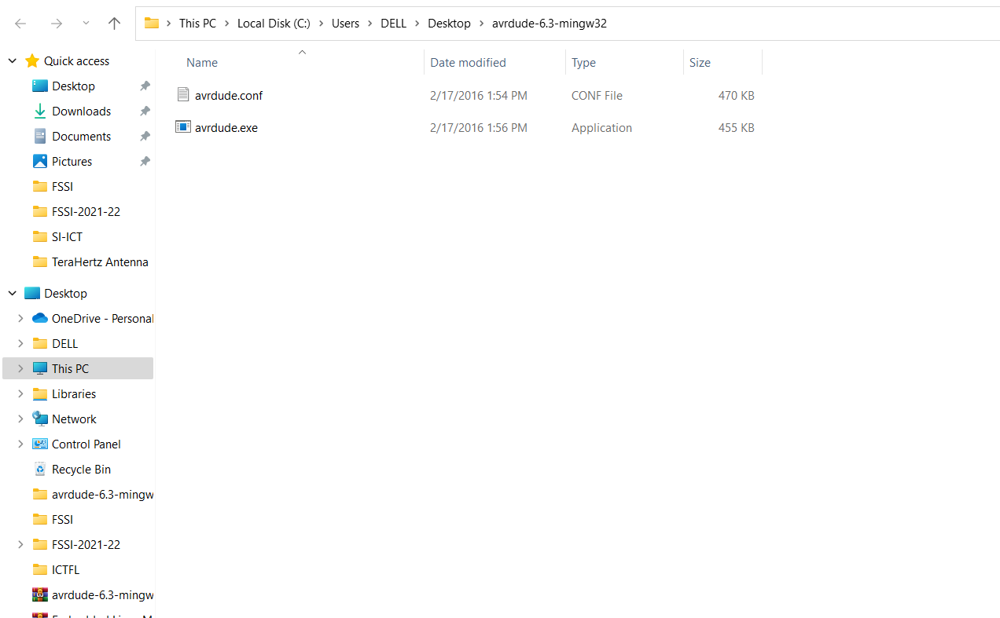 This PC > Local Disk (C:) > Users > DELL > Desktop > avrdude-6.3-mingw32
Name Date modified Type Size
avrdude.conf 2/17/2016 1:54 PM CONF File 470 KB
avrdude.exe 2/17/2016 1:56 PM Application 455 KB
Quick access
Desktop
Downloads
Documents
Pictures
FSSI
FSSI-2021-22
SI-ICT
TeraHertz Antenna
Desktop
OneDrive - Personal
DELL
This PC
Libraries
Network
Control Panel
Recycle Bin
avrdude-6.3-mingw
FSSI
FSSI-2021-22
ICTFL
avrdude-6.3-mingw